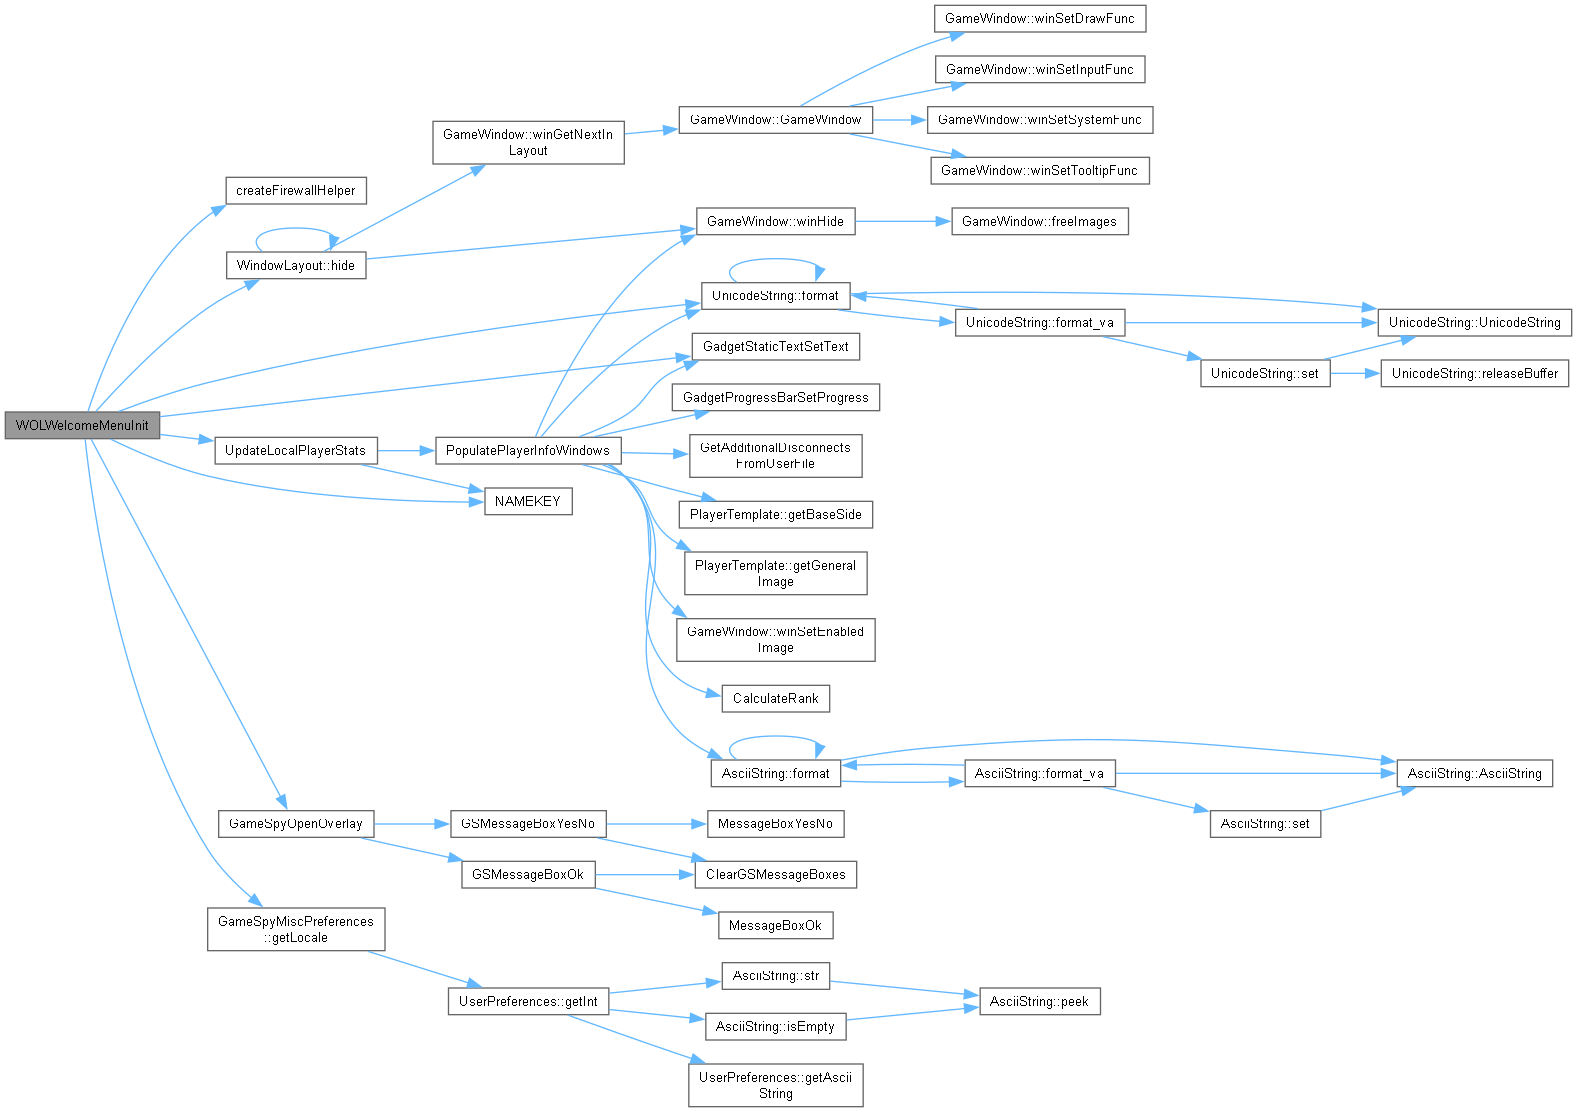 GameWindow::winSetDrawFunc
GameWindow::winSetInputFunc
GameWindow::GameWindow
GameWindow::winSetSystemFunc
GameWindow::winGetNextIn
Layout
GameWindow::winSetTooltipFunc
createFirewallHelper
GameWindow::winHide
GameWindow::freeImages
WindowLayout::hide
UnicodeString::format
UnicodeString::format_va
UnicodeString::UnicodeString
GadgetStaticTextSetText
UnicodeString::set
UnicodeString::releaseBuffer
GadgetProgressBarSetProgress
WOLWelcomeMenuInit
UpdateLocalPlayerStats
PopulatePlayerInfoWindows
GetAdditionalDisconnects
FromUserFile
NAMEKEY
PlayerTemplate::getBaseSide
PlayerTemplate::getGeneral
Image
GameWindow::winSetEnabled
Image
CalculateRank
AsciiString::format
AsciiString::format_va
AsciiString::AsciiString
GameSpyOpenOverlay
GSMessageBoxYesNo
MessageBoxYesNo
AsciiString::set
GSMessageBoxOk
ClearGSMessageBoxes
GameSpyMiscPreferences
::getLocale
MessageBoxOk
AsciiString::str
UserPreferences::getInt
AsciiString::peek
AsciiString::isEmpty
UserPreferences::getAscii
String